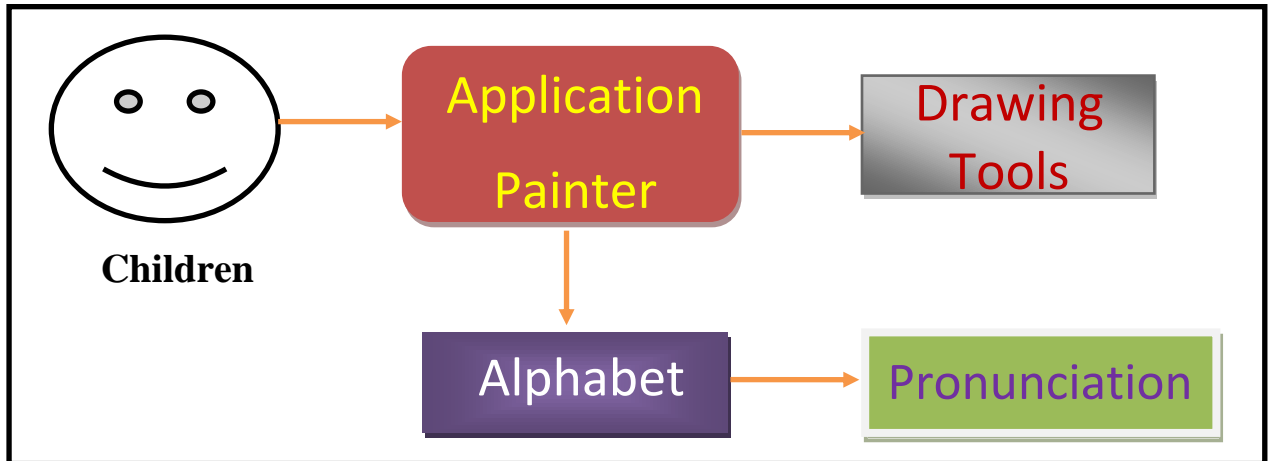 Application
Painter
Drawing
Tools
Children
Alphabet
Pronunciation